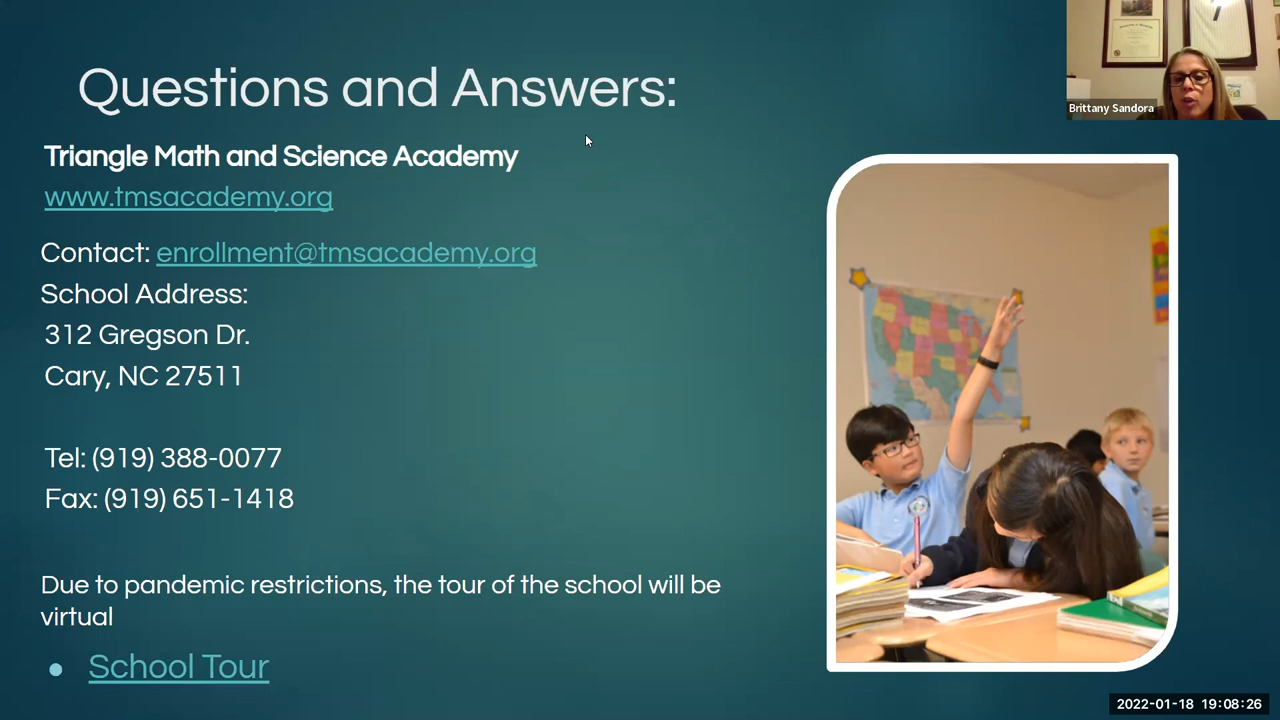 Questions and Answers:
Brittany Sandora
Triangle Math and Science Academy
www.tmsacademy.org
Contact: enrollment@tmsacademy.org
School Address:
312 Gregson Dr.
Cary, NC 27511
Tel: (919) 388-0077
Fax: (919) 651-1418
Due to pandemic restrictions, the tour of the school will be
virtual
● School Tour
2022-01-18 19:08:26